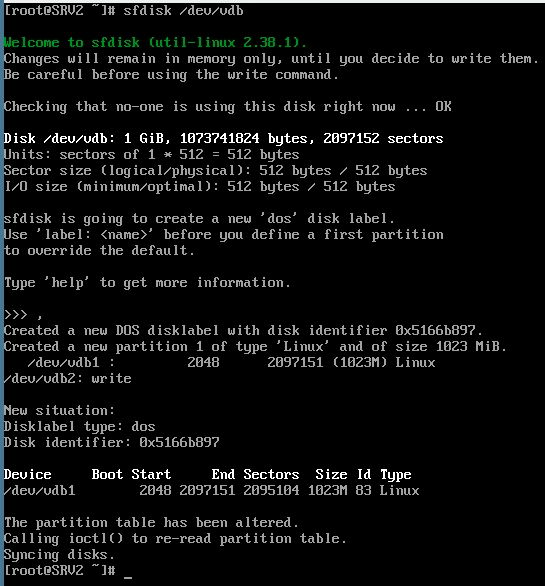 [root@SRV2 ~]# sfdisk /dev/vdb
Welcome to sfdisk (util-linux 2.38.1).
Changes will remain in memory only, until you decide to write them.
Be careful before using the write command.
Checking that no-one is using this disk right now ... OK
Disk /dev/vdb: 1 GiB, 1073741824 bytes, 2097152 sectors
Units: sectors of 1 * 512 = 512 bytes
Sector size (logical/physical): 512 bytes / 512 bytes
I/O size (minimum/optimal): 512 bytes / 512 bytes
sfdisk is going to create a new 'dos' disk label.
Use 'label: <name>' before you define a first partition
to override the default.
Type 'help' to get more information.
>>> ,
Created a new DOS disklabel with disk identifier 0x5166b897.
Created a new partition 1 of type 'Linux' and of size 1023 MiB.
/dev/vdb1 : 2048 2097151 (1023M) Linux
/dev/vdb2: write
New situation:
Disklabel type: dos
Disk identifier: 0x5166b897
Device Boot Start End Sectors Size Id Type
/dev/vdb1 2048 2097151 2095104 1023M 83 Linux
The partition table has been altered.
Calling ioctl() to re-read partition table.
Syncing disks.
[root@SRV2 ~]# _